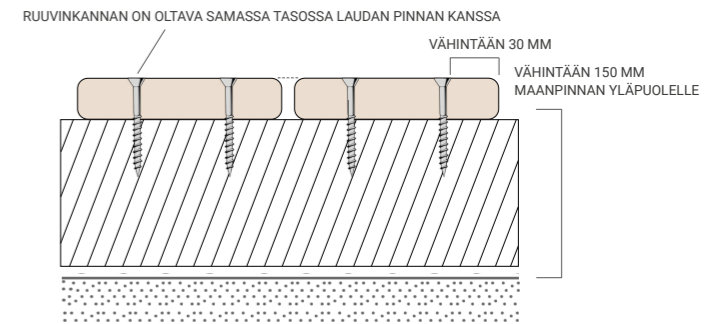 RUUVINKANNAN ON OLTAVA SAMASSA TASOSSA LAUDAN PINNAN KANSSA
VÄHINTÄÄN 30 MM
VÄHINTÄÄN 150 MM
MAANPINNAN YLÄPUOLELLE